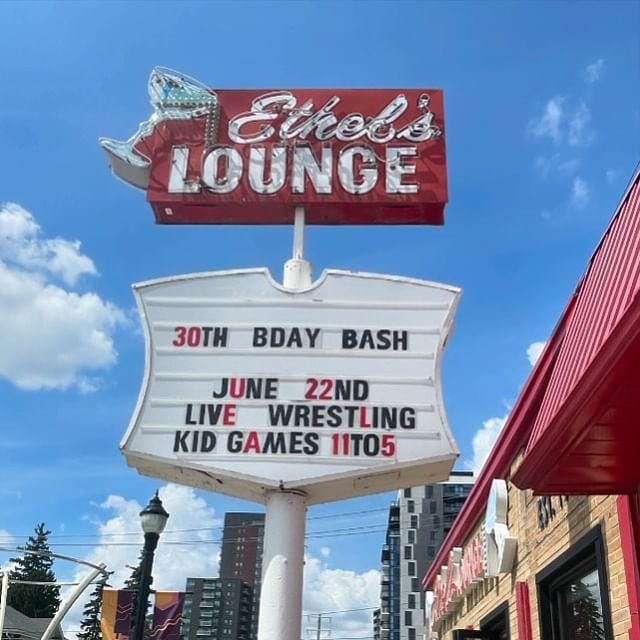 Ethel's
LOUNGE
30TH BDAY BASH
JUNE 22ND
LIVE WRESTLING
KID GAMES 11TO5